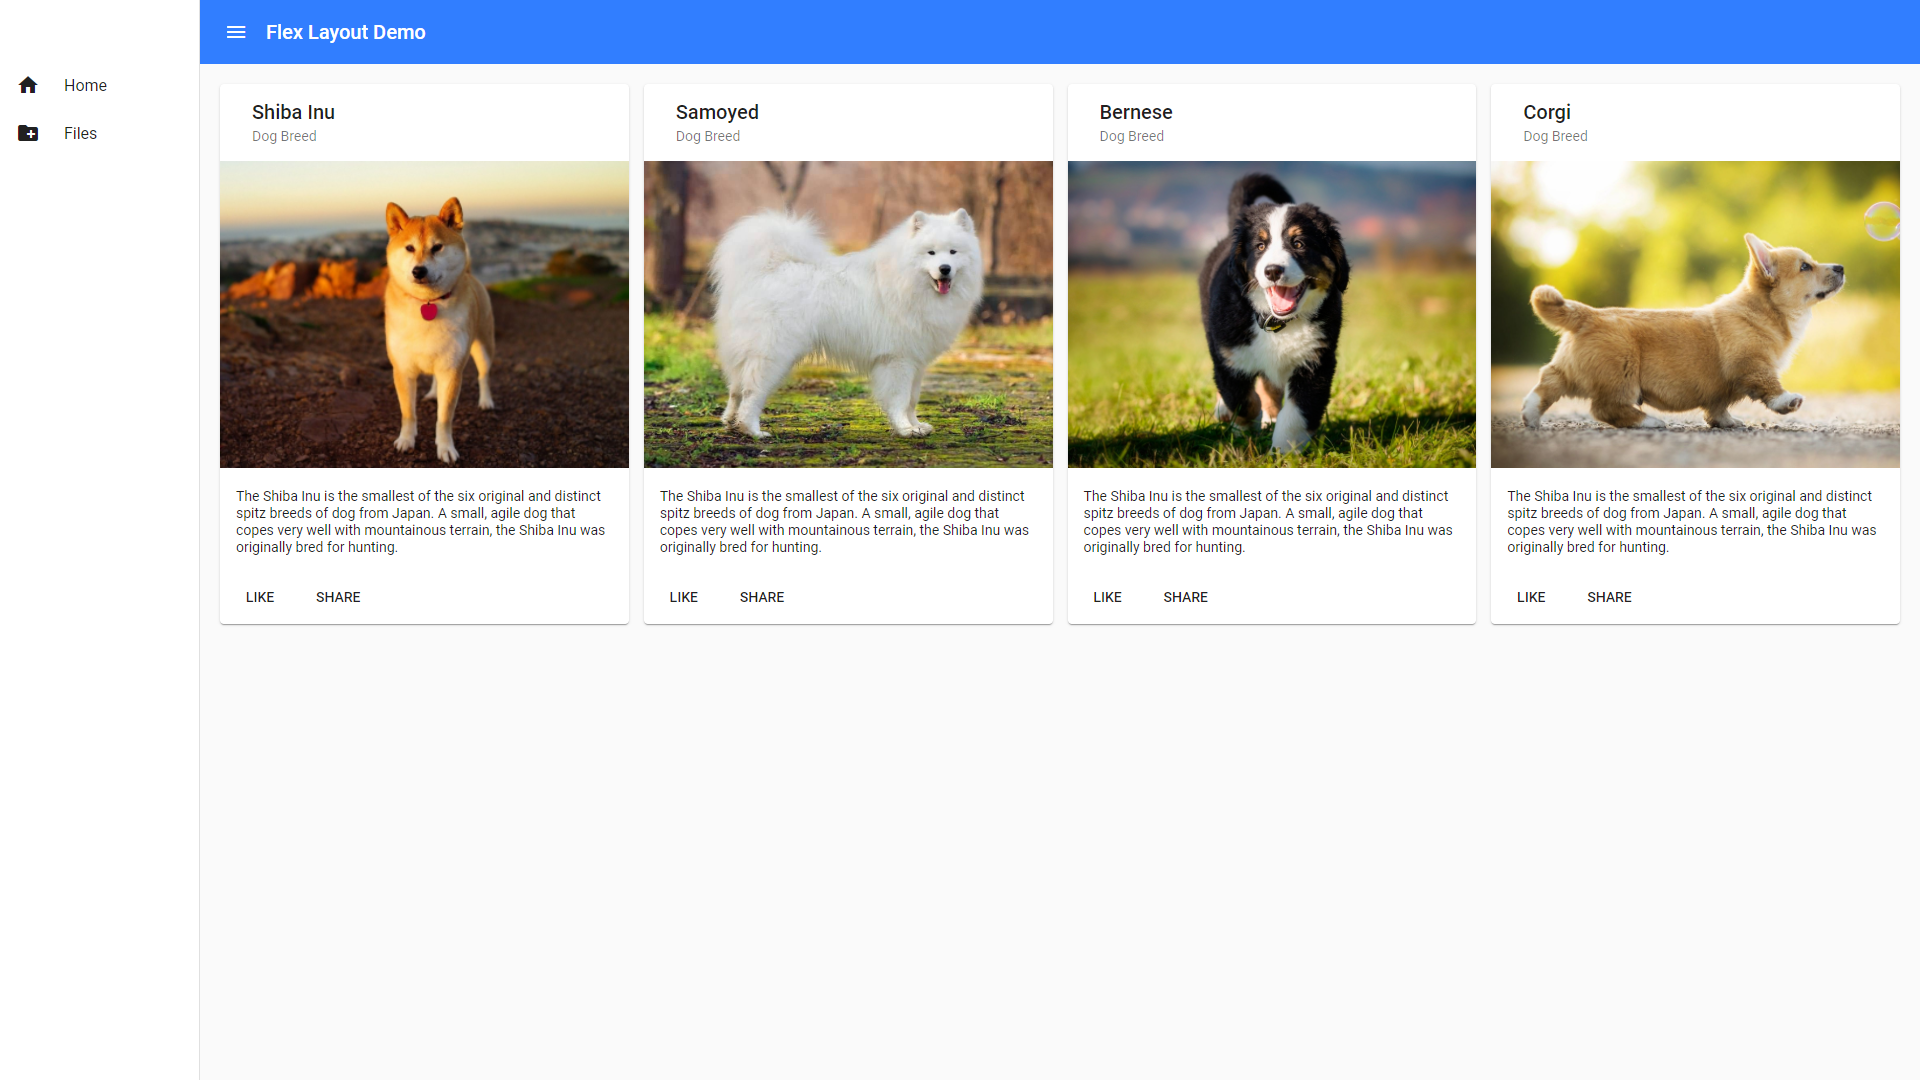 Flex Layout Demo
Home
Files
Shiba Inu
Dog Breed
The Shiba Inu is the smallest of the six original and distinct
spitz breeds of dog from Japan. A small, agile dog that
copes very well with mountainous terrain, the Shiba Inu was
originally bred for hunting.
LIKE SHARE
Samoyed
Dog Breed
The Shiba Inu is the smallest of the six original and distinct
spitz breeds of dog from Japan. A small, agile dog that
copes very well with mountainous terrain, the Shiba Inu was
originally bred for hunting.
LIKE SHARE
Bernese
Dog Breed
The Shiba Inu is the smallest of the six original and distinct
spitz breeds of dog from Japan. A small, agile dog that
copes very well with mountainous terrain, the Shiba Inu was
originally bred for hunting.
LIKE SHARE
Corgi
Dog Breed
The Shiba Inu is the smallest of the six original and distinct
spitz breeds of dog from Japan. A small, agile dog that
copes very well with mountainous terrain, the Shiba Inu was
originally bred for hunting.
LIKE SHARE